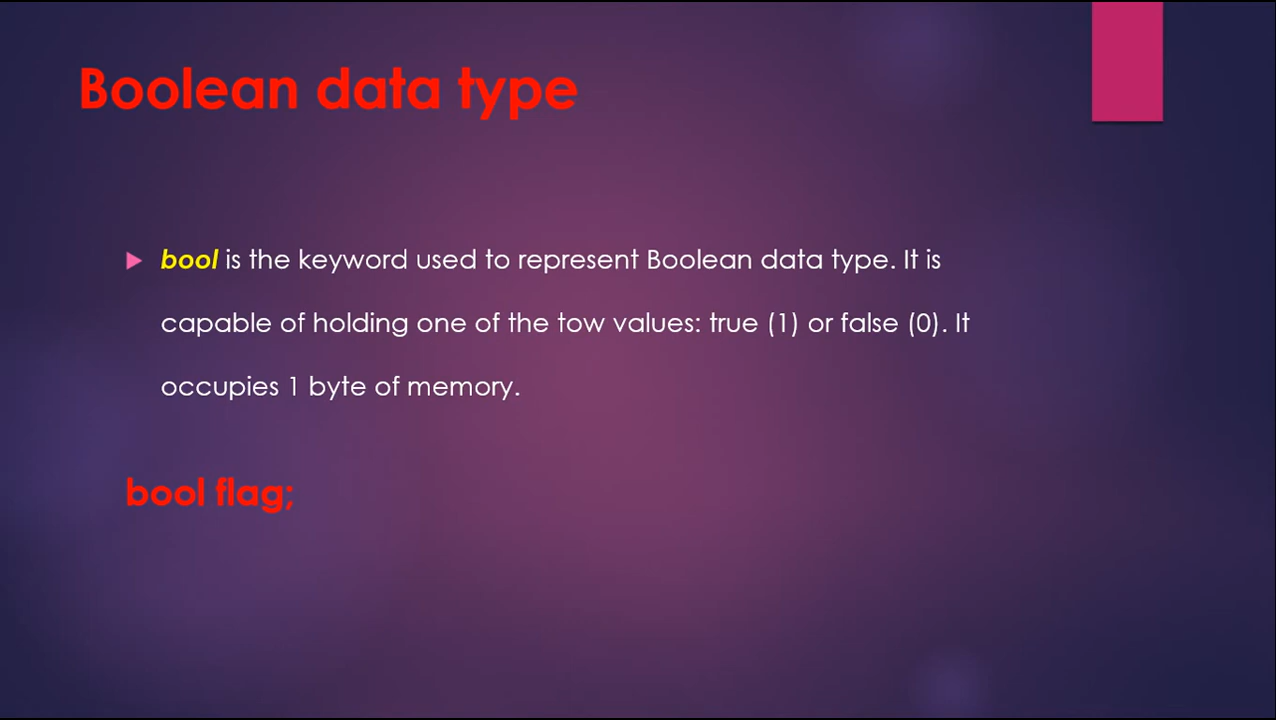 Boolean data type
bool is the keyword used to represent Boolean data type. It is
capable of holding one of the tow values: true (1) or false (0). It
occupies 1 byte of memory.
bool flag;